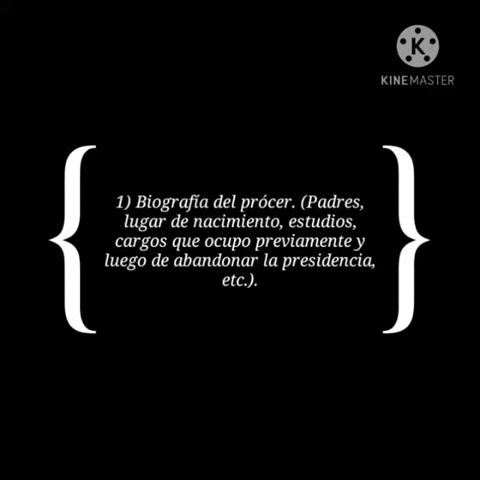 KINEMASTER
1) Biografía del prócer. (Padres,
lugar de nacimiento, estudios,
cargos que ocupo previamente y
luego de abandonar la presidencia,
etc.).